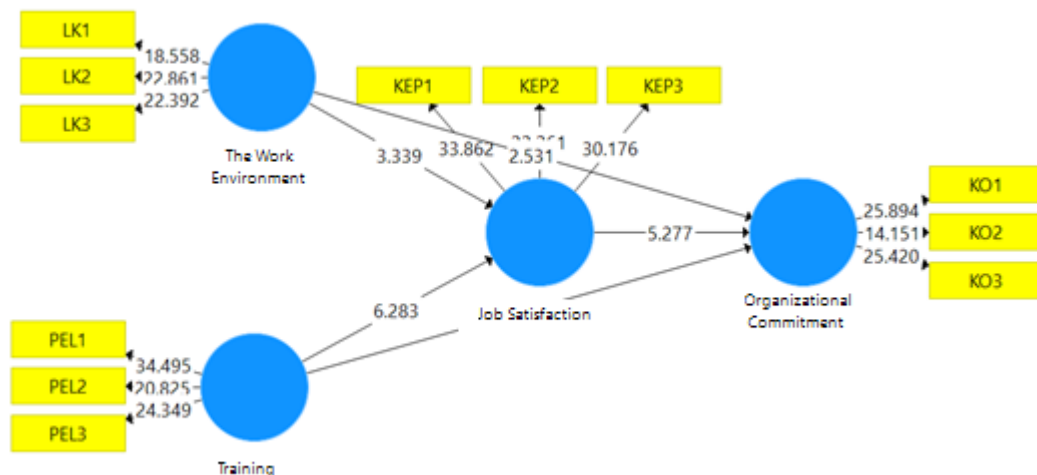 LK1
LK2
LK3
18.558
22.861
22.392
The Work
Environment
KEP1
KEP2
KEP3
33.862
2.531
30.176
3.339
5.277
6.283
Job Satisfaction
KO1
KO2
KO3
25.894
14.151
25.420
Organizational
Commitment
PEL1
PEL2
PEL3
34.495
20.825
24.349
Training